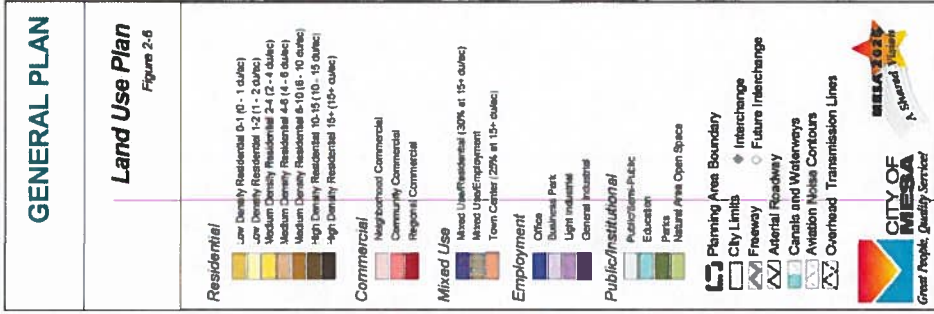 GENERAL PLAN
Land Use Plan
Figure 2-6
Residential
Low Density Residential 0-1 (0 - 1 du/ac)
Low Density Residential 1-2 (1 - 2 du/ac)
Medium Density Residential 2-4 (2 - 4 du/ac)
Medium Density Residential 4-6 (4 - 6 du/ac)
Medium Density Residential 6-10 (6 - 10 du/ac)
High Density Residential 10-15 (10 - 15 du/ac)
High Density Residential 15+ (15+ du/ac)
Commercial
Neighborhood Commercial
Community Commercial
Regional Commercial
Mixed Use
Mixed Use/Residential (30% at 15+ du/ac)
Mixed Use/Employment
Town Center (25% at 15+ du/ac)
Employment
Office
Business Park
Light Industrial
General Industrial
Public/Institutional
Public/Semi-Public
Education
Parks
Natural Area Open Space
Planning Area Boundary
City Limits
Interchange
Freeway
Future Interchange
Arterial Roadway
Canals and Waterways
Aviation Noise Contours
Overhead Transmission Lines
CITY OF
MESA
Great People, Quality Service!
MESA 2025
A Shared Vision